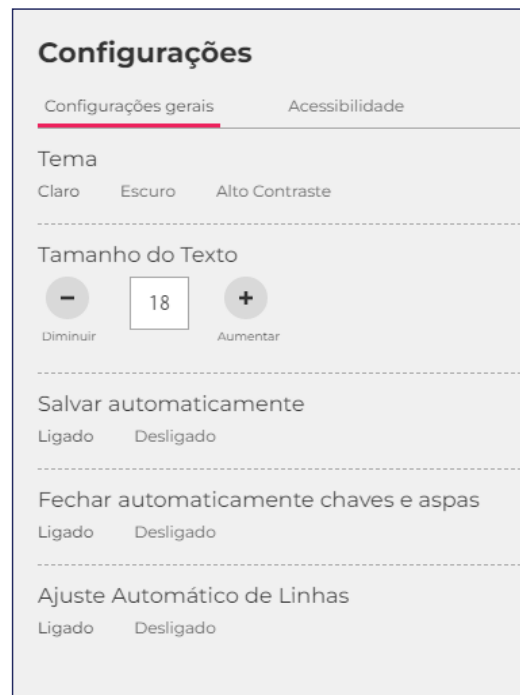 Configurações
Configurações gerais Acessibilidade
Tema
Claro Escuro Alto Contraste
Tamanho do Texto
− 18 +
Diminuir Aumentar
Salvar automaticamente
Ligado Desligado
Fechar automaticamente chaves e aspas
Ligado Desligado
Ajuste Automático de Linhas
Ligado Desligado